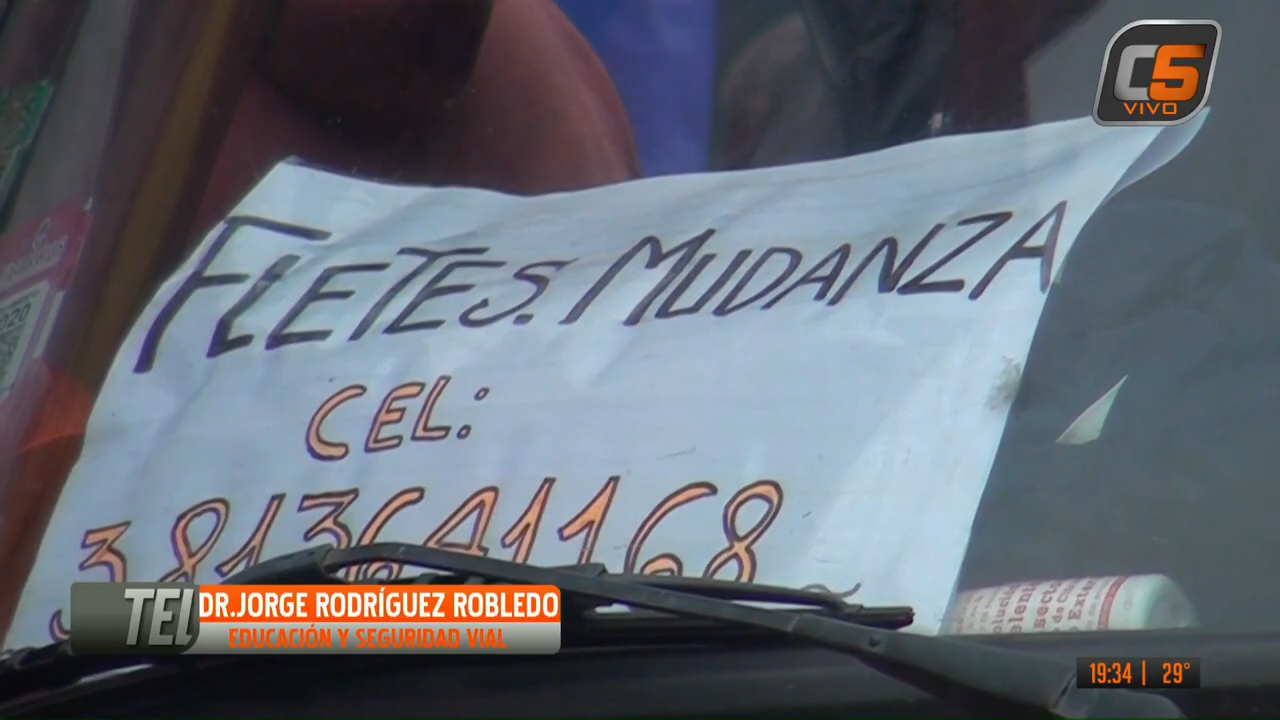 C5
VIVO
FLETES. MUDANZA
CEL:
3813641168
TEL
DR.JORGE RODRÍGUEZ ROBLEDO
EDUCACIÓN Y SEGURIDAD VIAL
19:34 | 29°